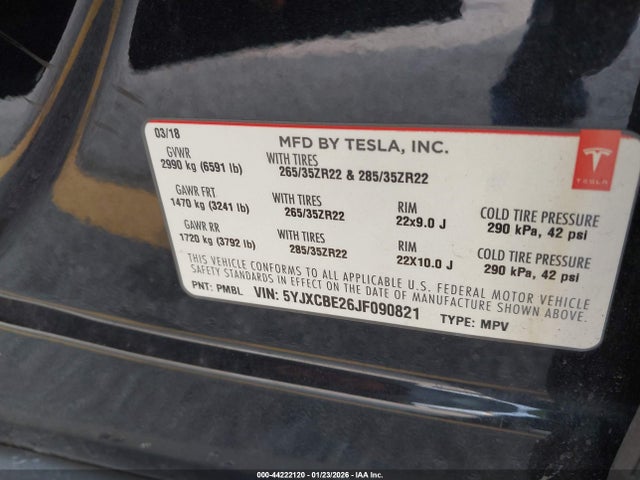 03/18
MFD BY TESLA, INC.
TESLA
GVWR
2990 kg (6591 lb)
WITH TIRES
265/35ZR22 & 285/35ZR22
GAWR FRT
1470 kg (3241 lb)
WITH TIRES
265/35ZR22
RIM
22x9.0 J
COLD TIRE PRESSURE
290 kPa, 42 psi
GAWR RR
1720 kg (3792 lb)
WITH TIRES
285/35ZR22
RIM
22X10.0 J
COLD TIRE PRESSURE
290 kPa, 42 psi
THIS VEHICLE CONFORMS TO ALL APPLICABLE U.S. FEDERAL MOTOR VEHICLE
SAFETY STANDARDS IN EFFECT ON THE DATE OF MANUFACTURE SHOWN ABOVE.
PNT: PMBL VIN: 5YJXCBE26JF090821 TYPE: MPV
000-44222120 - 01/23/2026 - IAA Inc.